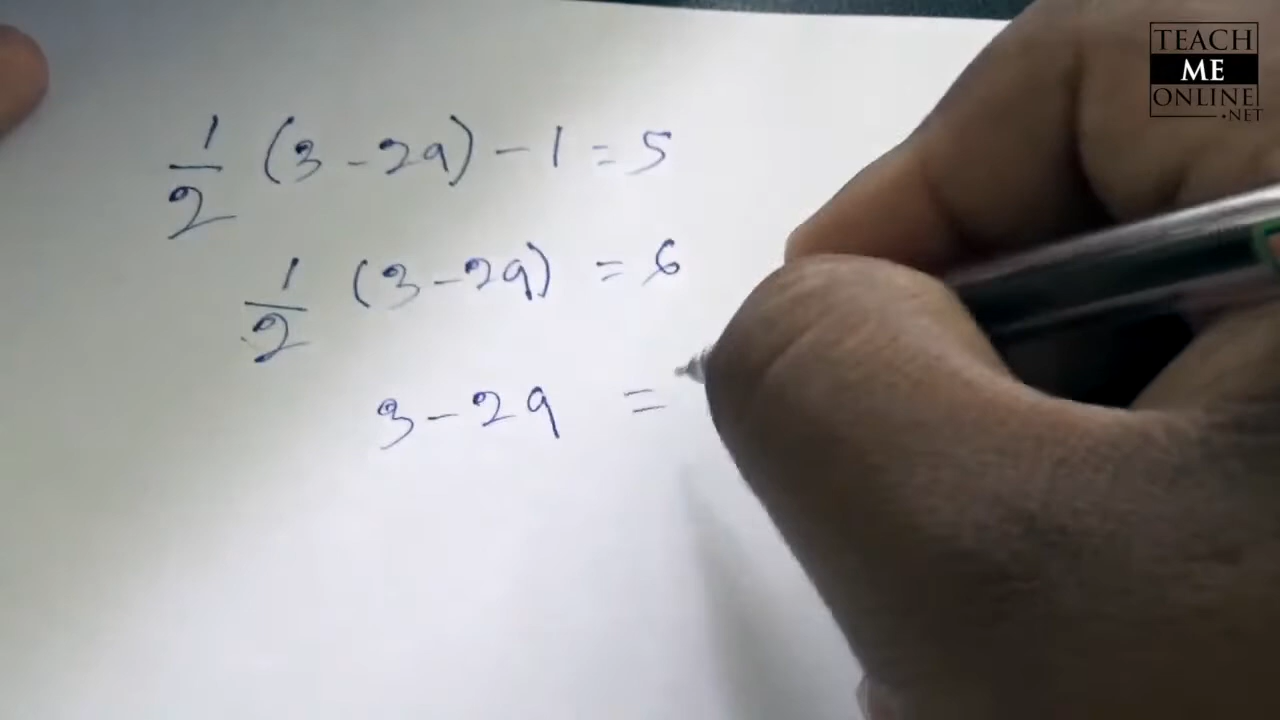 TEACH
ME
ONLINE
.NET
1/2 (3 - 2a) - 1 = 5
1/2 (3 - 2a) = 6
3 - 2a =